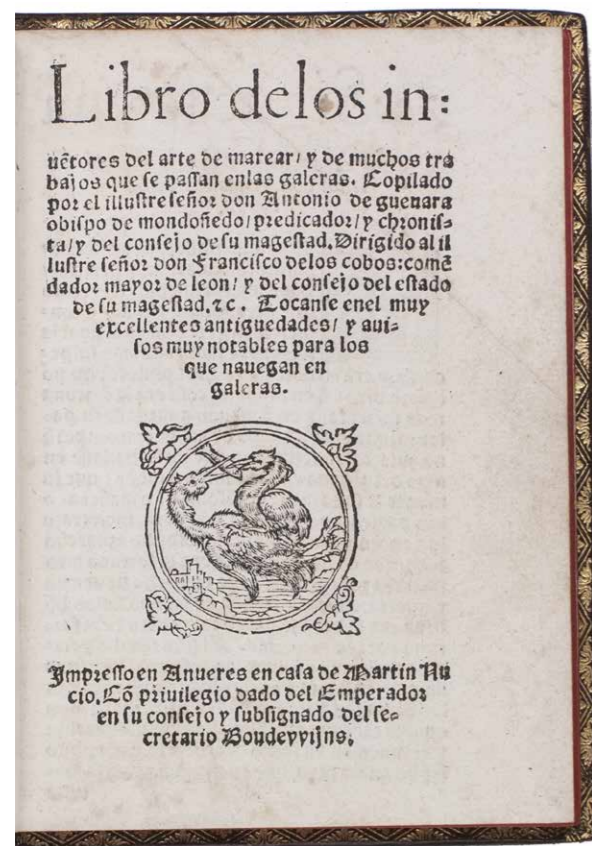 Libro delos in:
uẽtores del arte de marear/ y de muchos tra
bajos que se passan enlas galeras. Copilado
por el illustre señor don Antonio de gueuara
obispo de mondoñedo/ predicador/ y chronis-
ta/ y del consejo de su magestad. Dirigido al il
lustre señor don Francisco delos cobos: comẽ
dador mayor de leon/ y del consejo del estado
de su magestad. ⁊c. Tocanse enel muy
excellentes antiguedades/ y aui-
sos muy notables para los
que nauegan en
galeras.
Impresso en Anueres en casa de Martin Nu
cio. Cõ priuilegio dado del Emperador
en su consejo y subsignado del se-
cretario Boudevvijns.